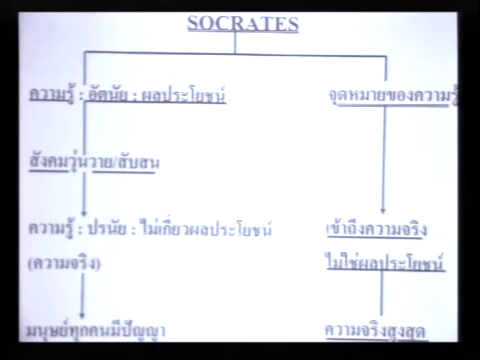 SOCRATES
ความรู้ : อัตนัย : ผลประโยชน์
จุดหมายของความรู้
สังคมวุ่นวาย/สับสน
ความรู้ : ปรนัย : ไม่เกี่ยวผลประโยชน์
เข้าถึงความจริง
(ความจริง)
ไม่ใช่ผลประโยชน์
มนุษย์ทุกคนมีปัญญา
ความจริงสูงสุด